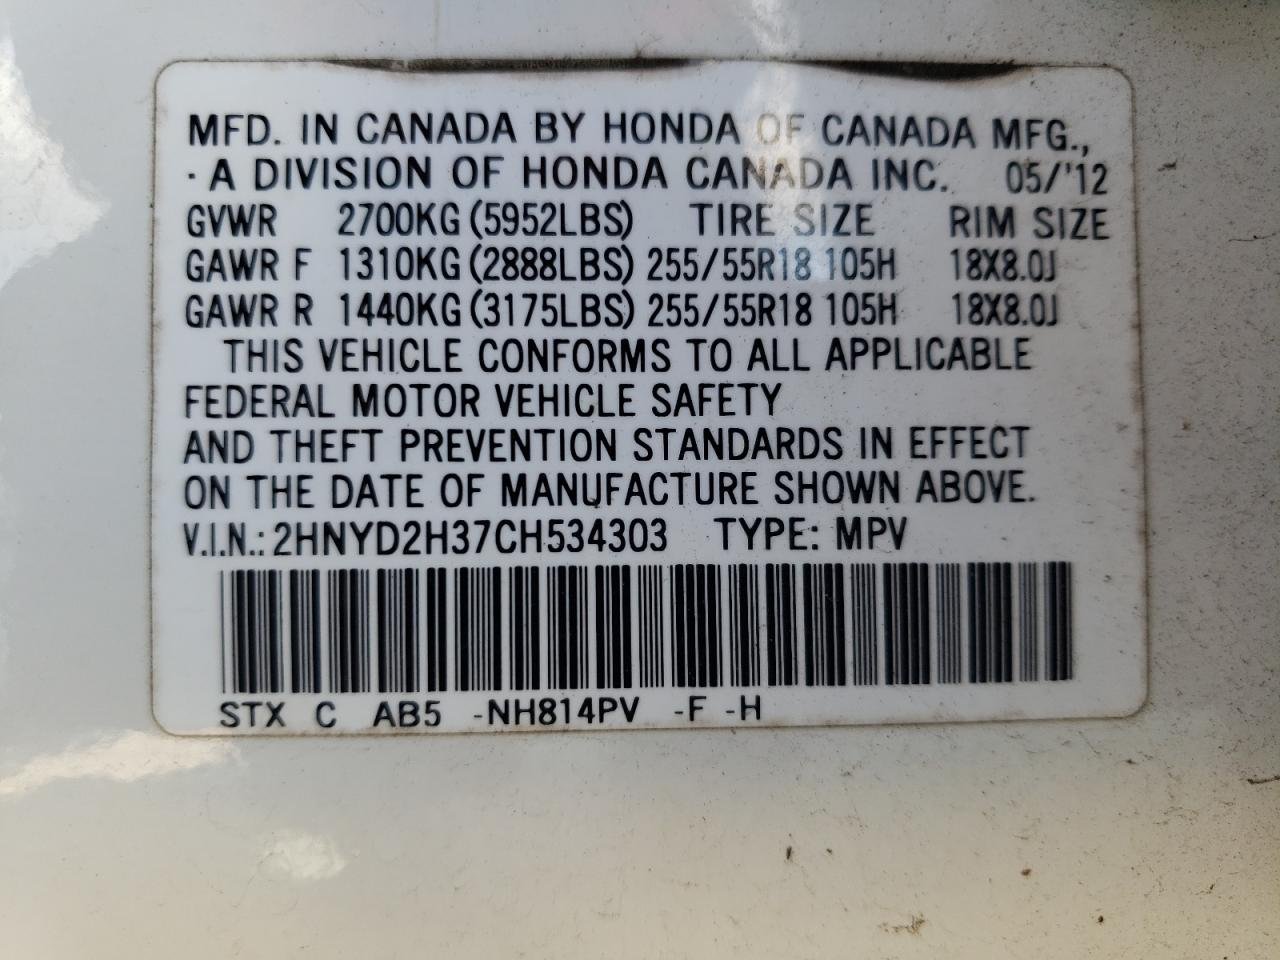 MFD. IN CANADA BY HONDA OF CANADA MFG.,
· A DIVISION OF HONDA CANADA INC. 05/'12
GVWR 2700KG (5952LBS) TIRE SIZE RIM SIZE
GAWR F 1310KG (2888LBS) 255/55R18 105H 18X8.0J
GAWR R 1440KG (3175LBS) 255/55R18 105H 18X8.0J
THIS VEHICLE CONFORMS TO ALL APPLICABLE
FEDERAL MOTOR VEHICLE SAFETY
AND THEFT PREVENTION STANDARDS IN EFFECT
ON THE DATE OF MANUFACTURE SHOWN ABOVE.
V.I.N.: 2HNYD2H37CH534303 TYPE: MPV
STX C AB5 -NH814PV -F -H